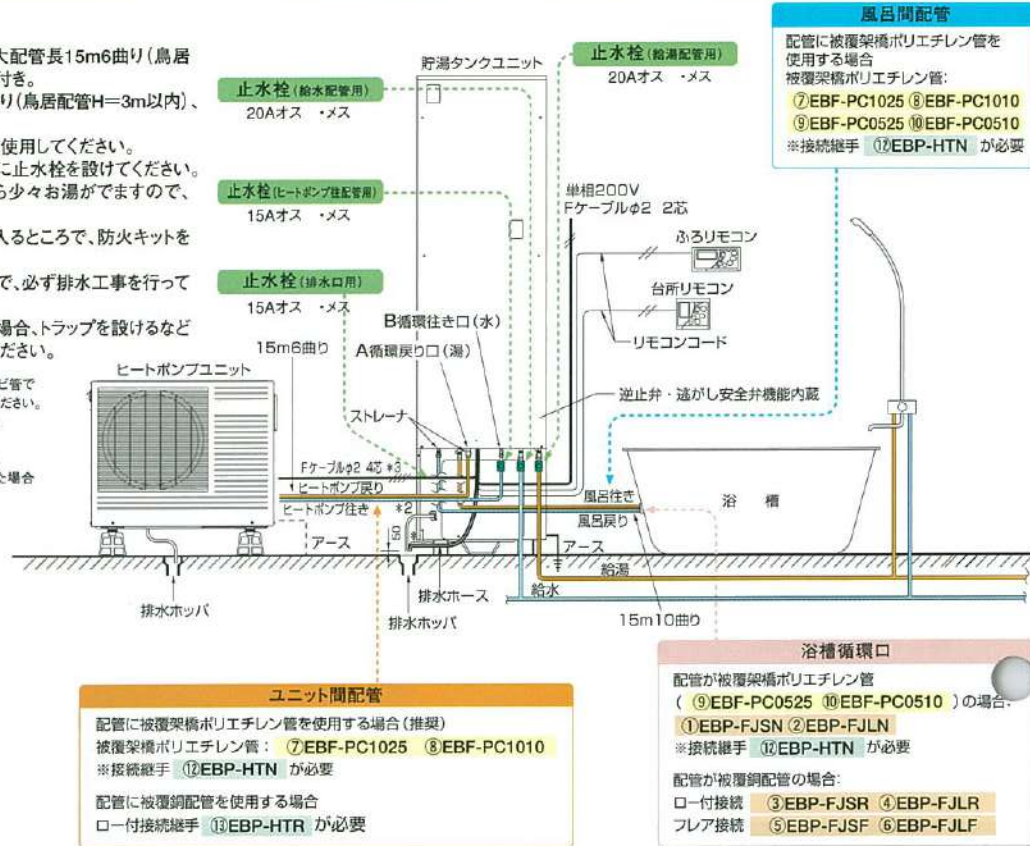 大配管長15m6曲り(鳥居
付き。
り(鳥居配管H=3m以内)、
使用してください。
に止水栓を設けてください。
ら少々お湯がでますので、
入るところで、防火キットを
で、必ず排水工事を行って
場合、トラップを設けるなど
ださい。
ビ管で
ださい。
た場合
止水栓(給水配管用)
20Aオス ・メス
止水栓(ヒートポンプ往配管用)
15Aオス ・メス
止水栓(排水口用)
15Aオス ・メス
貯湯タンクユニット
止水栓(給湯配管用)
20Aオス ・メス
風呂間配管
配管に被覆架橋ポリエチレン管を
使用する場合
被覆架橋ポリエチレン管:
⑦EBF-PC1025 ⑧EBF-PC1010
⑨EBF-PC0525 ⑩EBF-PC0510
※接続継手 ⑫EBP-HTN が必要
単相200V
Fケーブルφ2 2芯
ふろリモコン
台所リモコン
リモコンコード
B循環往き口(水)
A循環戻り口(湯)
15m6曲り
ヒートポンプユニット
ストレーナ
逆止弁・逃がし安全弁機能内蔵
Fケーブルφ2 4芯 *3
ヒートポンプ戻り
ヒートポンプ往き
*2
50
アース
風呂往き
風呂戻り
浴槽
アース
給湯
給水
排水ホース
排水ホッパ
排水ホッパ
15m10曲り
ユニット間配管
配管に被覆架橋ポリエチレン管を使用する場合(推奨)
被覆架橋ポリエチレン管: ⑦EBF-PC1025 ⑧EBF-PC1010
※接続継手 ⑫EBP-HTN が必要
配管に被覆銅配管を使用する場合
ロー付接続継手 ⑬EBP-HTR が必要
浴槽循環口
配管が被覆架橋ポリエチレン管
( ⑨EBF-PC0525 ⑩EBF-PC0510 )の場合:
①EBP-FJSN ②EBP-FJLN
※接続継手 ⑫EBP-HTN が必要
配管が被覆銅配管の場合:
ロー付接続 ③EBP-FJSR ④EBP-FJLR
フレア接続 ⑤EBP-FJSF ⑥EBP-FJLF